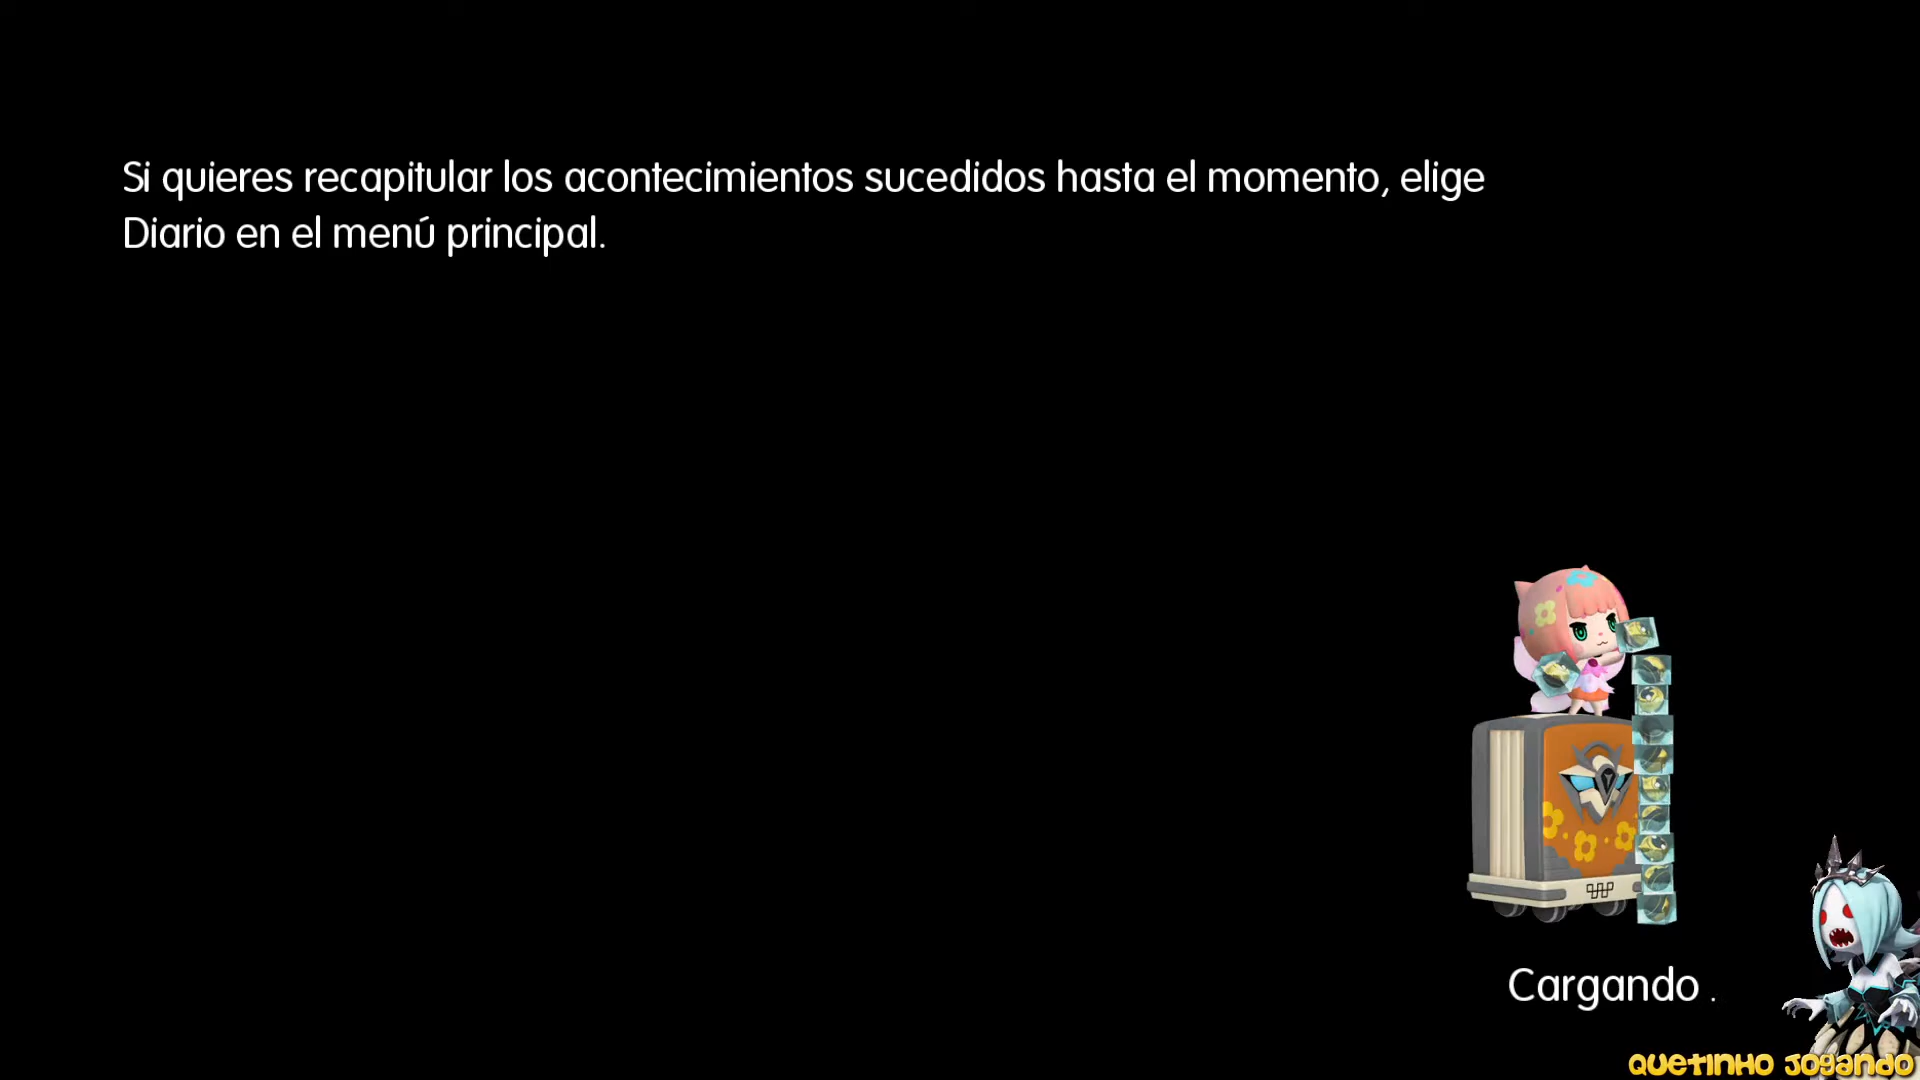 Si quieres recapitular los acontecimientos sucedidos hasta el momento, elige
Diario en el menú principal.
Cargando .
QUETINHO JOGANDO